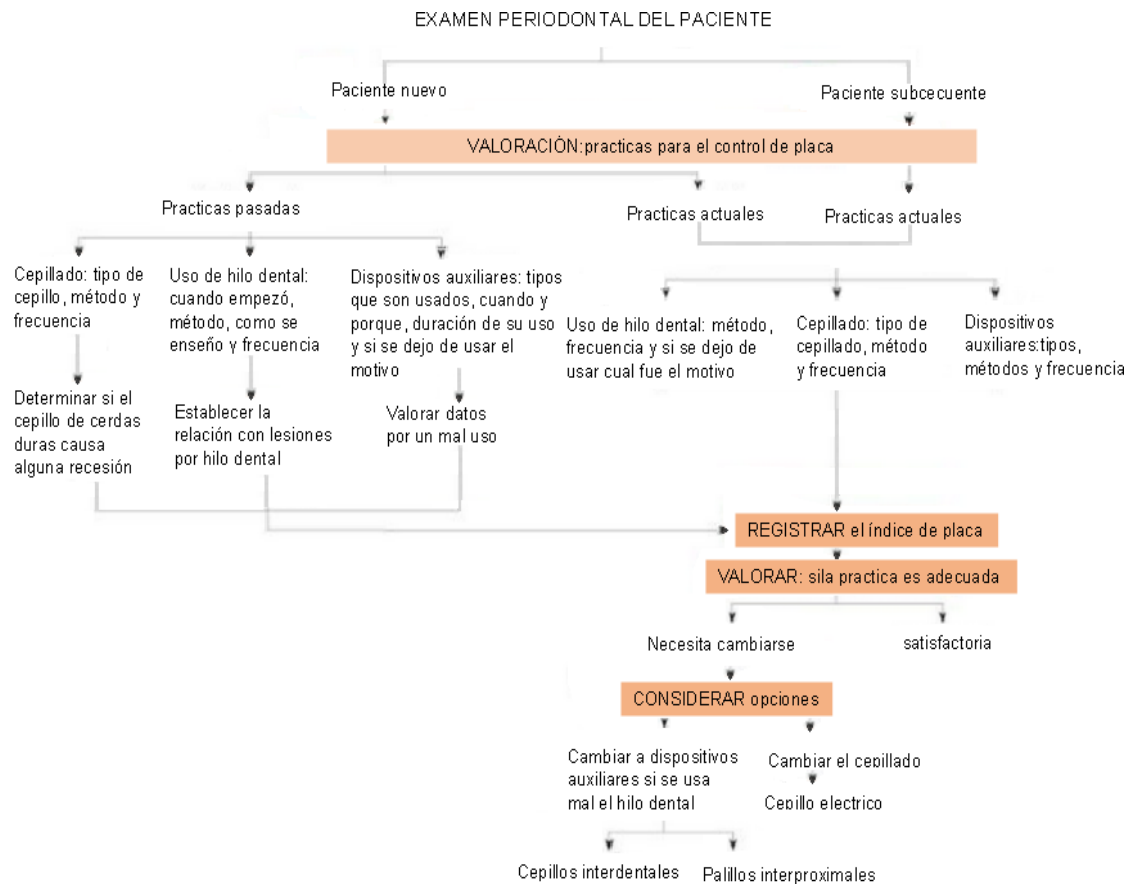 EXAMEN PERIODONTAL DEL PACIENTE
Paciente nuevo
Paciente subcecuente
VALORACIÓN:practicas para el control de placa
Practicas pasadas
Practicas actuales
Practicas actuales
Cepillado: tipo de
cepillo, método y
frecuencia
Uso de hilo dental:
cuando empezó,
método, como se
enseño y frecuencia
Dispositivos auxiliares: tipos
que son usados, cuando y
porque, duración de su uso
y si se dejo de usar el
motivo
Uso de hilo dental: método,
frecuencia y si se dejo de
usar cual fue el motivo
Cepillado: tipo de
cepillado, método
y frecuencia
Dispositivos
auxiliares:tipos,
métodos y frecuencia
Determinar si el
cepillo de cerdas
duras causa
alguna recesión
Establecer la
relación con lesiones
por hilo dental
Valorar datos
por un mal uso
REGISTRAR el índice de placa
VALORAR: sila practica es adecuada
Necesita cambiarse
satisfactoria
CONSIDERAR opciones
Cambiar a dispositivos
auxiliares si se usa
mal el hilo dental
Cambiar el cepillado
Cepillo electrico
Cepillos interdentales
Palillos interproximales